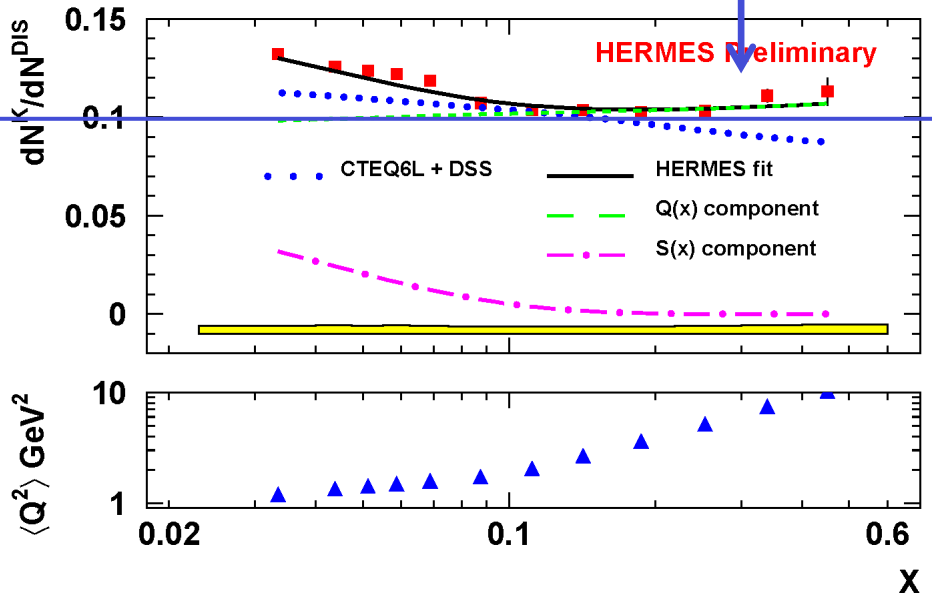 0.15
HERMES Preliminary
dN^K/dN^DIS
0.1
CTEQ6L + DSS
HERMES fit
0.05
Q(x) component
S(x) component
0
⟨Q²⟩ GeV²
10
1
0.02
0.1
0.6
X